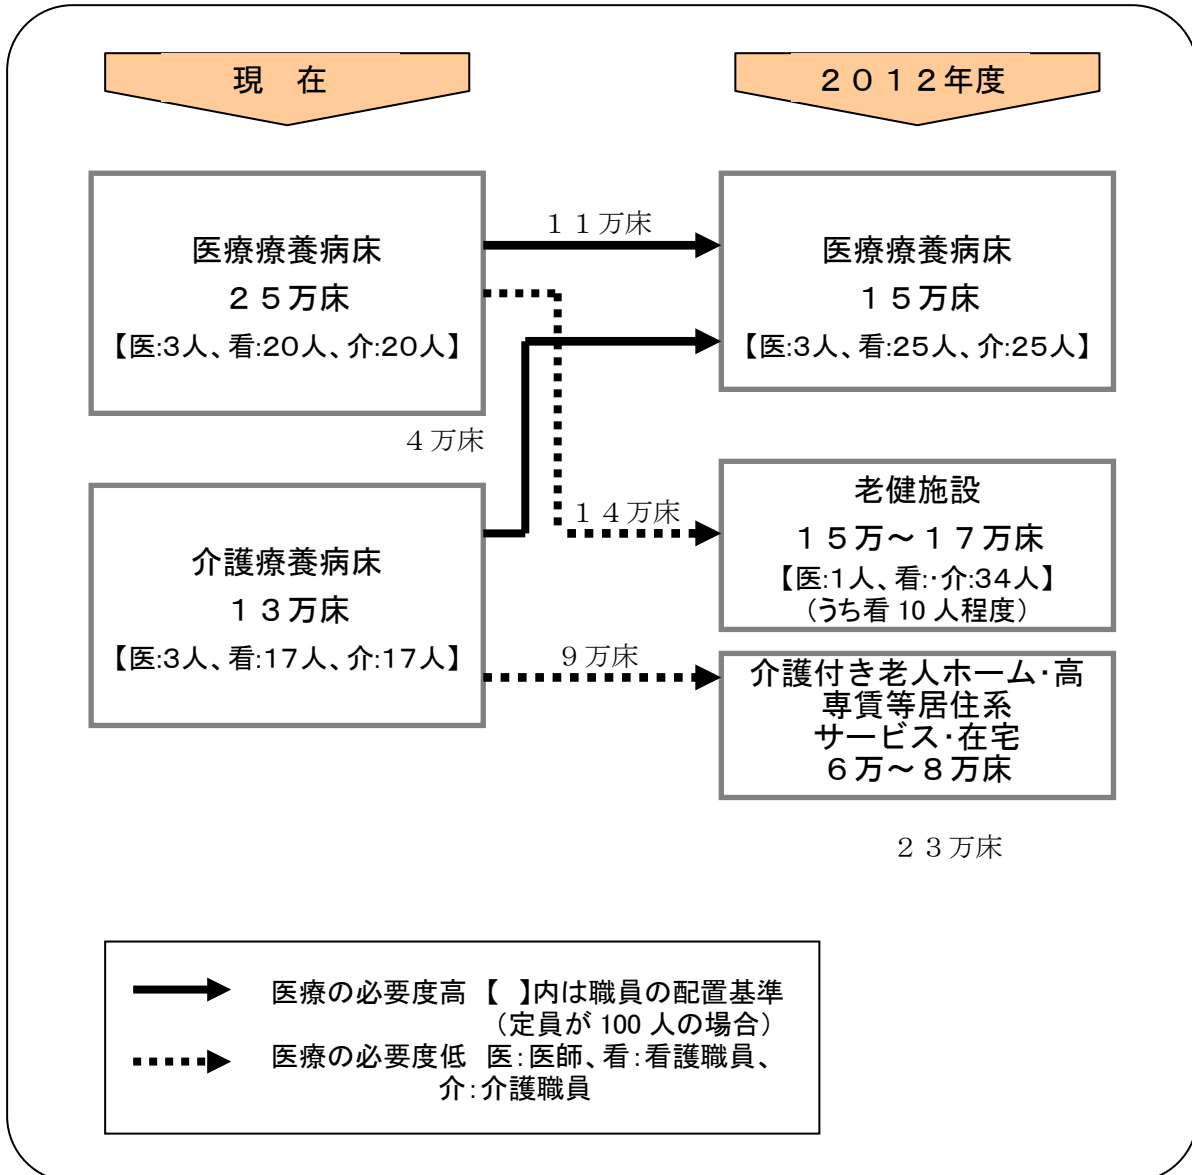 現　在
２０１２年度
医療療養病床
２５万床
【医:3人、看:20人、介:20人】
１１万床
医療療養病床
１５万床
【医:3人、看:25人、介:25人】
４万床
介護療養病床
１３万床
【医:3人、看:17人、介:17人】
１４万床
老健施設
１５万～１７万床
【医:1人、看:・介:34人】
（うち看 10 人程度）
９万床
介護付き老人ホーム・高
専賃等居住系
サービス・在宅
６万～８万床
２３万床
医療の必要度高　【　】内は職員の配置基準
（定員が 100 人の場合）
医療の必要度低　医：医師、看：看護職員、
介：介護職員